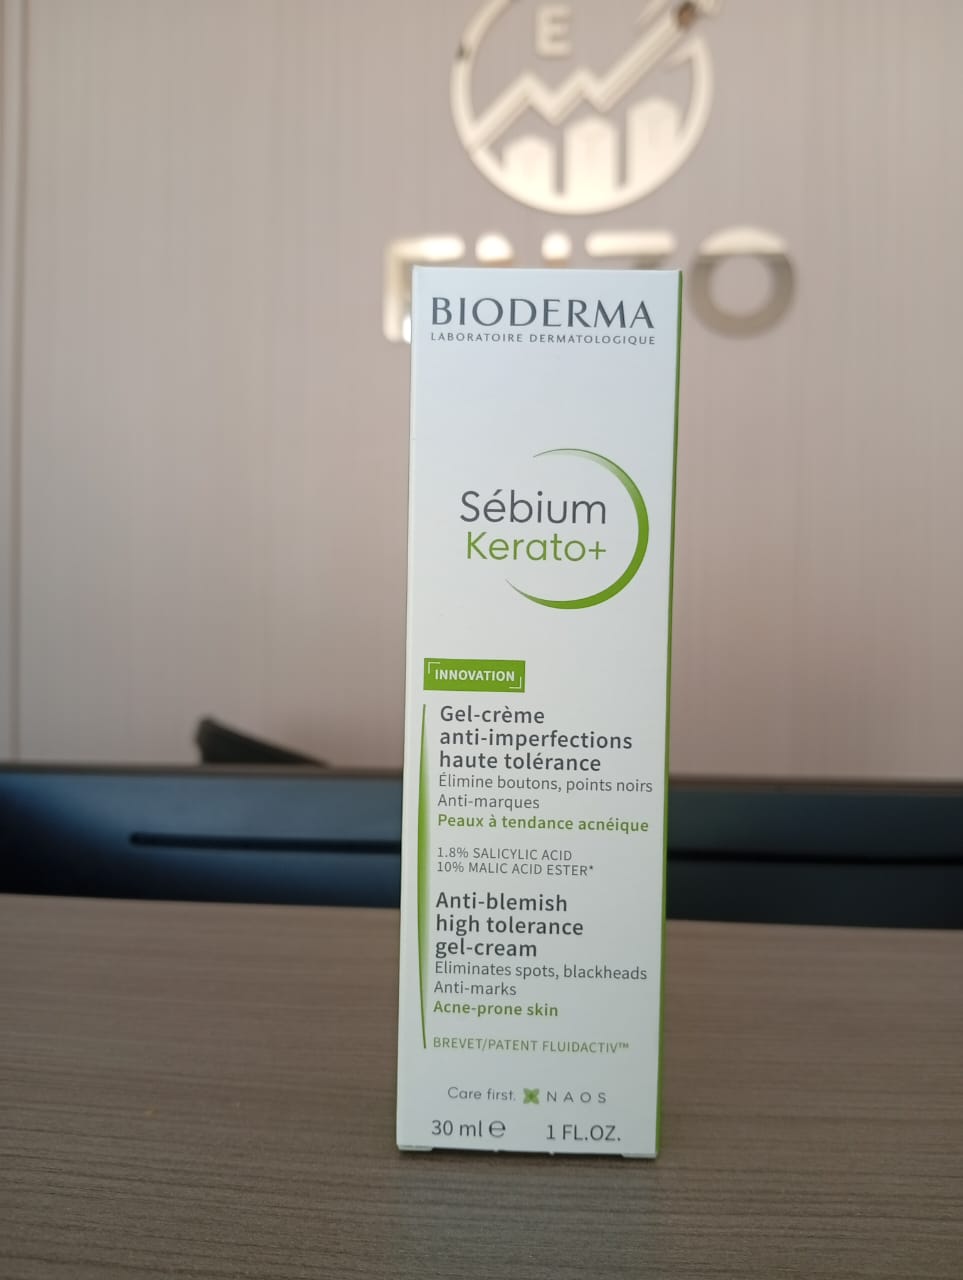 E
BIODERMA
LABORATOIRE DERMATOLOGIQUE
Sébium
Kerato+
INNOVATION
Gel-crème
anti-imperfections
haute tolérance
Élimine boutons, points noirs
Anti-marques
Peaux à tendance acnéique
1.8% SALICYLIC ACID
10% MALIC ACID ESTER*
Anti-blemish
high tolerance
gel-cream
Eliminates spots, blackheads
Anti-marks
Acne-prone skin
BREVET/PATENT FLUIDACTIV™
Care first. NAOS
30 ml ℮ 1 FL.OZ.